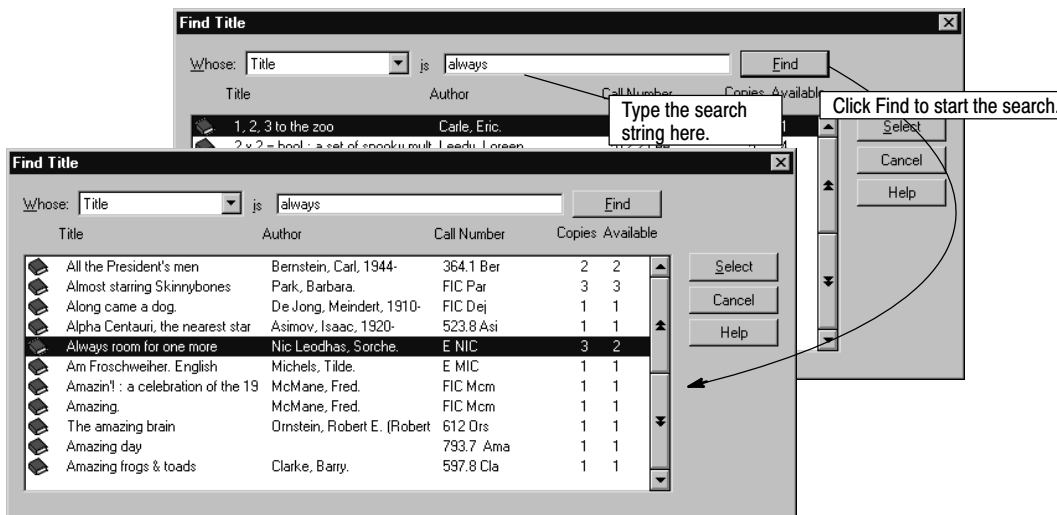 Find Title
Whose: Title is always Find
Title Author Call Number Copies Available
Type the search
string here.
Click Find to start the search.
1, 2, 3 to the zoo Carle, Eric. 1
Select
Cancel
Help
Find Title
Whose: Title is always Find
Title Author Call Number Copies Available
All the President's men Bernstein, Carl, 1944- 364.1 Ber 2 2
Almost starring Skinnybones Park, Barbara. FIC Par 3 3
Along came a dog. De Jong, Meindert, 1910- FIC Dej 1 1
Alpha Centauri, the nearest star Asimov, Isaac, 1920- 523.8 Asi 1 1
Always room for one more Nic Leodhas, Sorche. E NIC 3 2
Am Froschweiher. English Michels, Tilde. E MIC 1 1
Amazin'! : a celebration of the 19 McMane, Fred. FIC Mcm 1 1
Amazing. McMane, Fred. FIC Mcm 1 1
The amazing brain Ornstein, Robert E. (Robert 612 Ors 1 1
Amazing day 793.7 Ama 1 1
Amazing frogs & toads Clarke, Barry. 597.8 Cla 1 1
Select
Cancel
Help